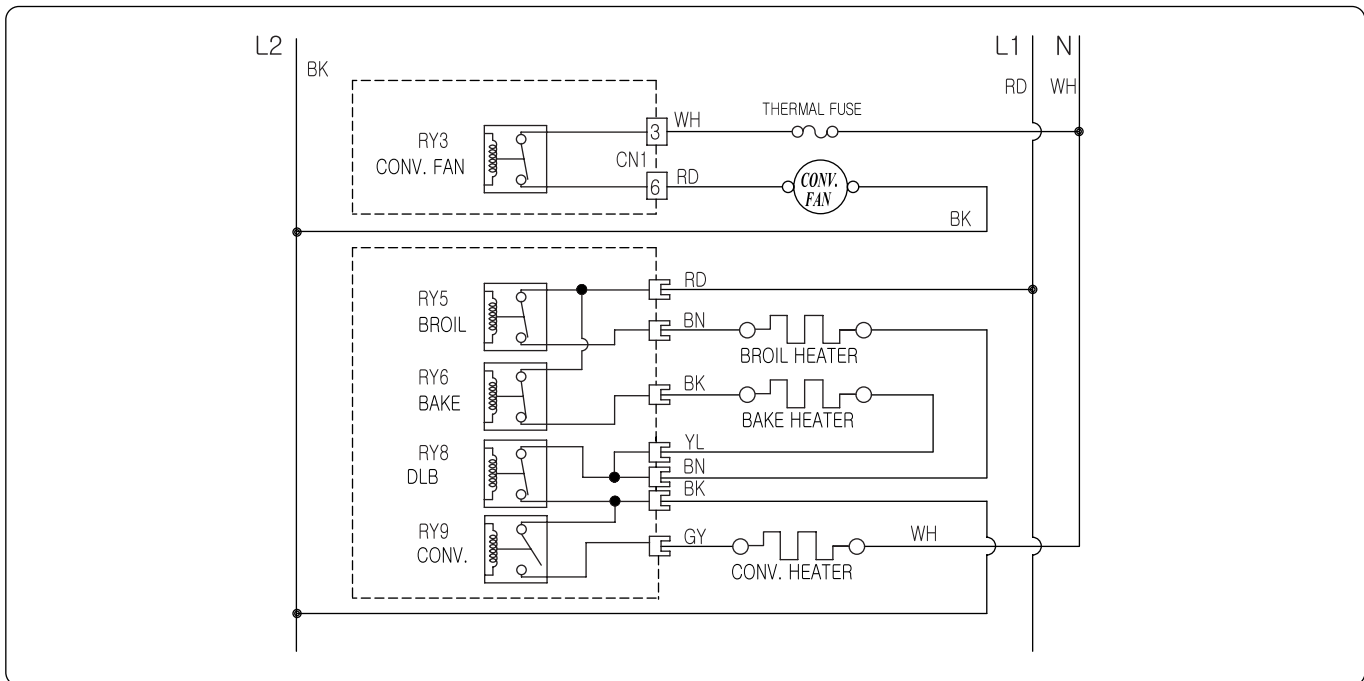 L2
L1 N
BK
RD WH
RY3
CONV. FAN
3
WH
THERMAL FUSE
CN1
6
RD
CONV.
FAN
BK
RY5
BROIL
RD
BN
BROIL HEATER
RY6
BAKE
BK
BAKE HEATER
RY8
DLB
YL
BN
BK
RY9
CONV.
GY
CONV. HEATER
WH